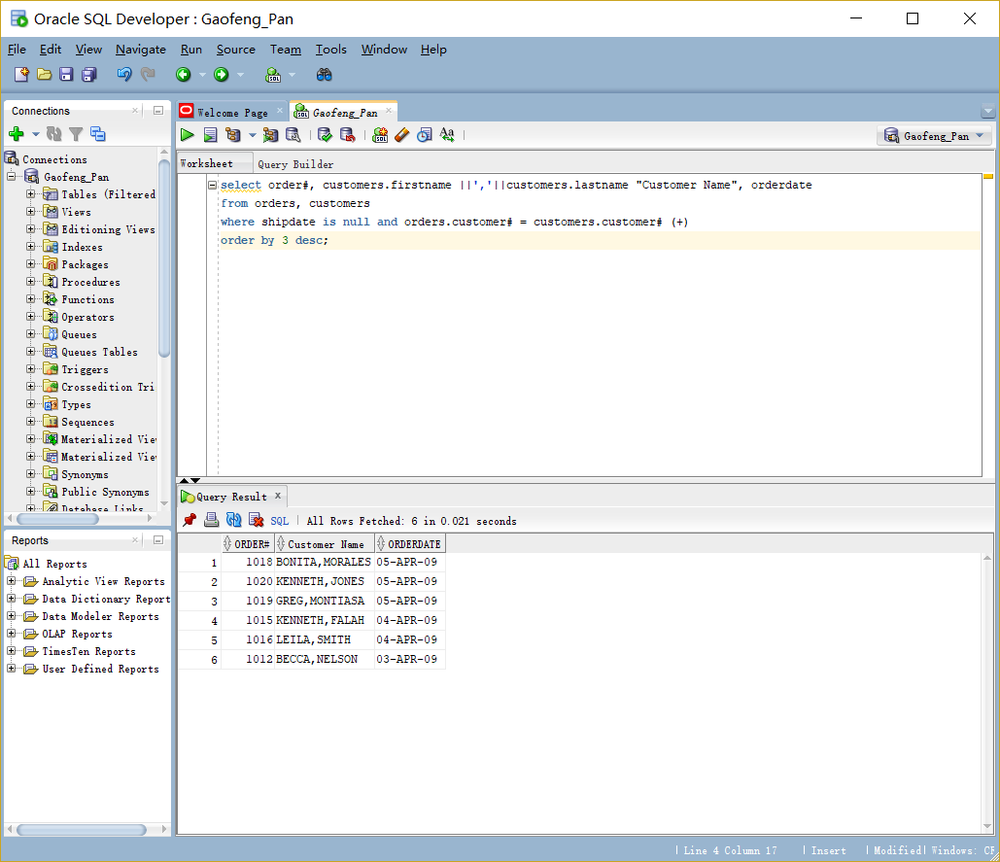 Oracle SQL Developer : Gaofeng_Pan
File Edit View Navigate Run Source Team Tools Window Help
Connections
Connections
Gaofeng_Pan
Tables (Filtered
Views
Editioning Views
Indexes
Packages
Procedures
Functions
Operators
Queues
Queues Tables
Triggers
Crossedition Tri
Types
Sequences
Materialized Vie
Materialized Vie
Synonyms
Public Synonyms
Database Links
Reports
All Reports
Analytic View Reports
Data Dictionary Report
Data Modeler Reports
OLAP Reports
TimesTen Reports
User Defined Reports
Welcome Page Gaofeng_Pan
Gaofeng_Pan
Worksheet Query Builder
select order#, customers.firstname ||','||customers.lastname "Customer Name", orderdate
from orders, customers
where shipdate is null and orders.customer# = customers.customer# (+)
order by 3 desc;
Query Result
SQL | All Rows Fetched: 6 in 0.021 seconds
ORDER# Customer Name ORDERDATE
1 1018 BONITA,MORALES 05-APR-09
2 1020 KENNETH,JONES 05-APR-09
3 1019 GREG,MONTIASA 05-APR-09
4 1015 KENNETH,FALAH 04-APR-09
5 1016 LEILA,SMITH 04-APR-09
6 1012 BECCA,NELSON 03-APR-09
| Line 4 Column 17 | Insert | Modified| Windows: CR